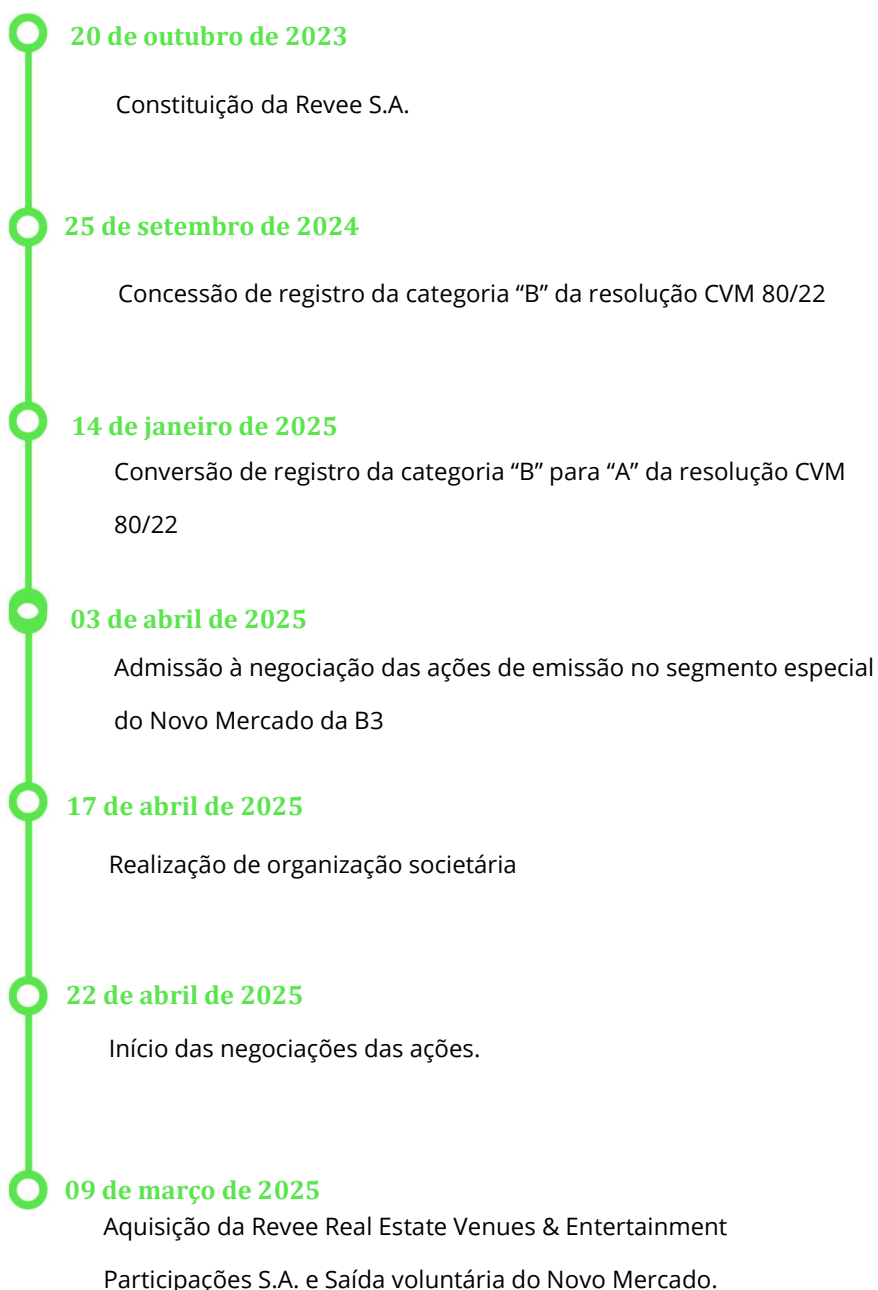 20 de outubro de 2023
Constituição da Revee S.A.
25 de setembro de 2024
Concessão de registro da categoria “B” da resolução CVM 80/22
14 de janeiro de 2025
Conversão de registro da categoria “B” para “A” da resolução CVM
80/22
03 de abril de 2025
Admissão à negociação das ações de emissão no segmento especial
do Novo Mercado da B3
17 de abril de 2025
Realização de organização societária
22 de abril de 2025
Início das negociações das ações.
09 de março de 2025
Aquisição da Revee Real Estate Venues & Entertainment
Participações S.A. e Saída voluntária do Novo Mercado.